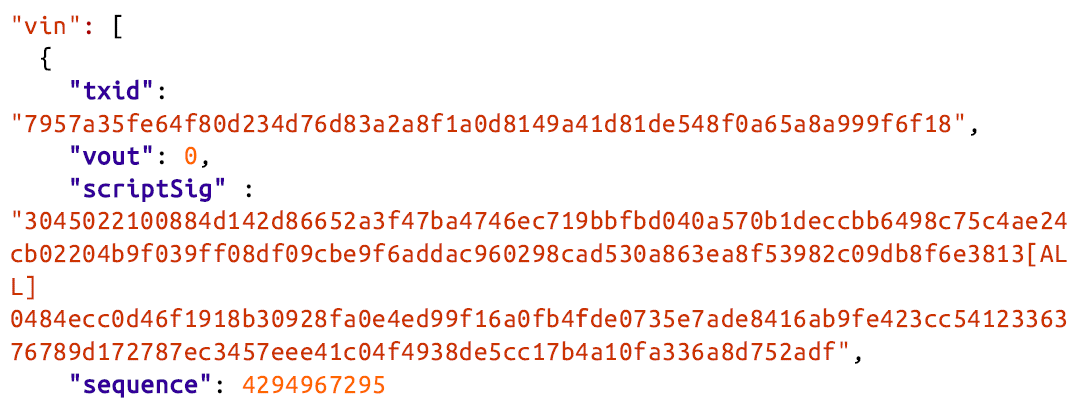 "vin": [
{
"txid":
"7957a35fe64f80d234d76d83a2a8f1a0d8149a41d81de548f0a65a8a999f6f18",
"vout": 0,
"scriptSig" :
"3045022100884d142d86652a3f47ba4746ec719bbfbd040a570b1deccbb6498c75c4ae24
cb02204b9f039ff08df09cbe9f6addac960298cad530a863ea8f53982c09db8f6e3813[AL
L]
0484ecc0d46f1918b30928fa0e4ed99f16a0fb4fde0735e7ade8416ab9fe423cc54123363
76789d172787ec3457eee41c04f4938de5cc17b4a10fa336a8d752adf",
"sequence": 4294967295